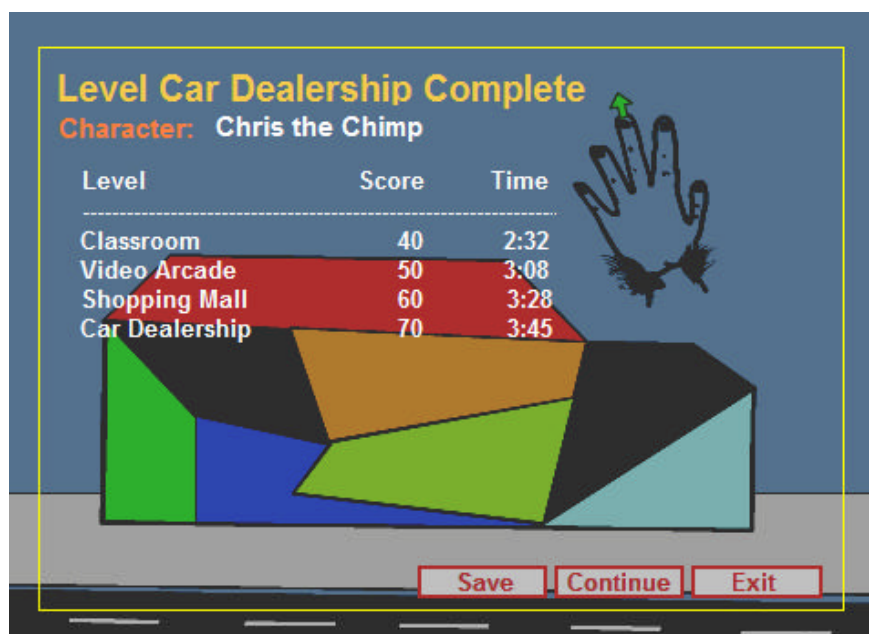 Level Car Dealership Complete
Character: Chris the Chimp
Level Score Time
Classroom 40 2:32
Video Arcade 50 3:08
Shopping Mall 60 3:28
Car Dealership 70 3:45
Save Continue Exit